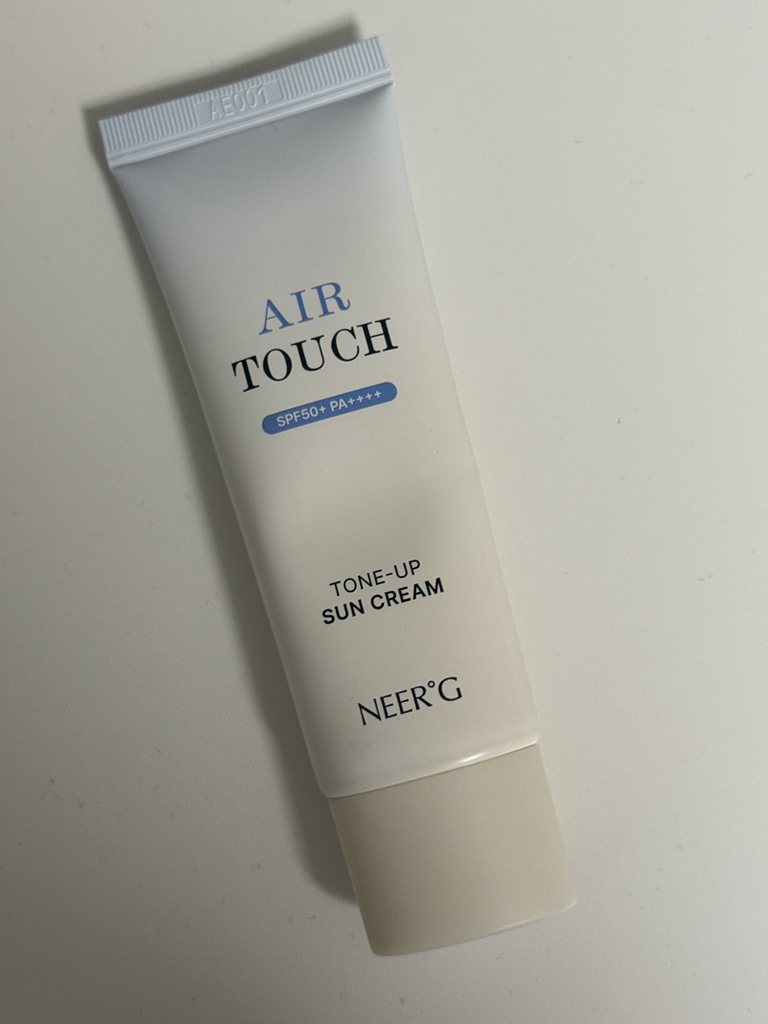 AE001
AIR
TOUCH
SPF50+ PA++++
TONE-UP
SUN CREAM
NEER°G